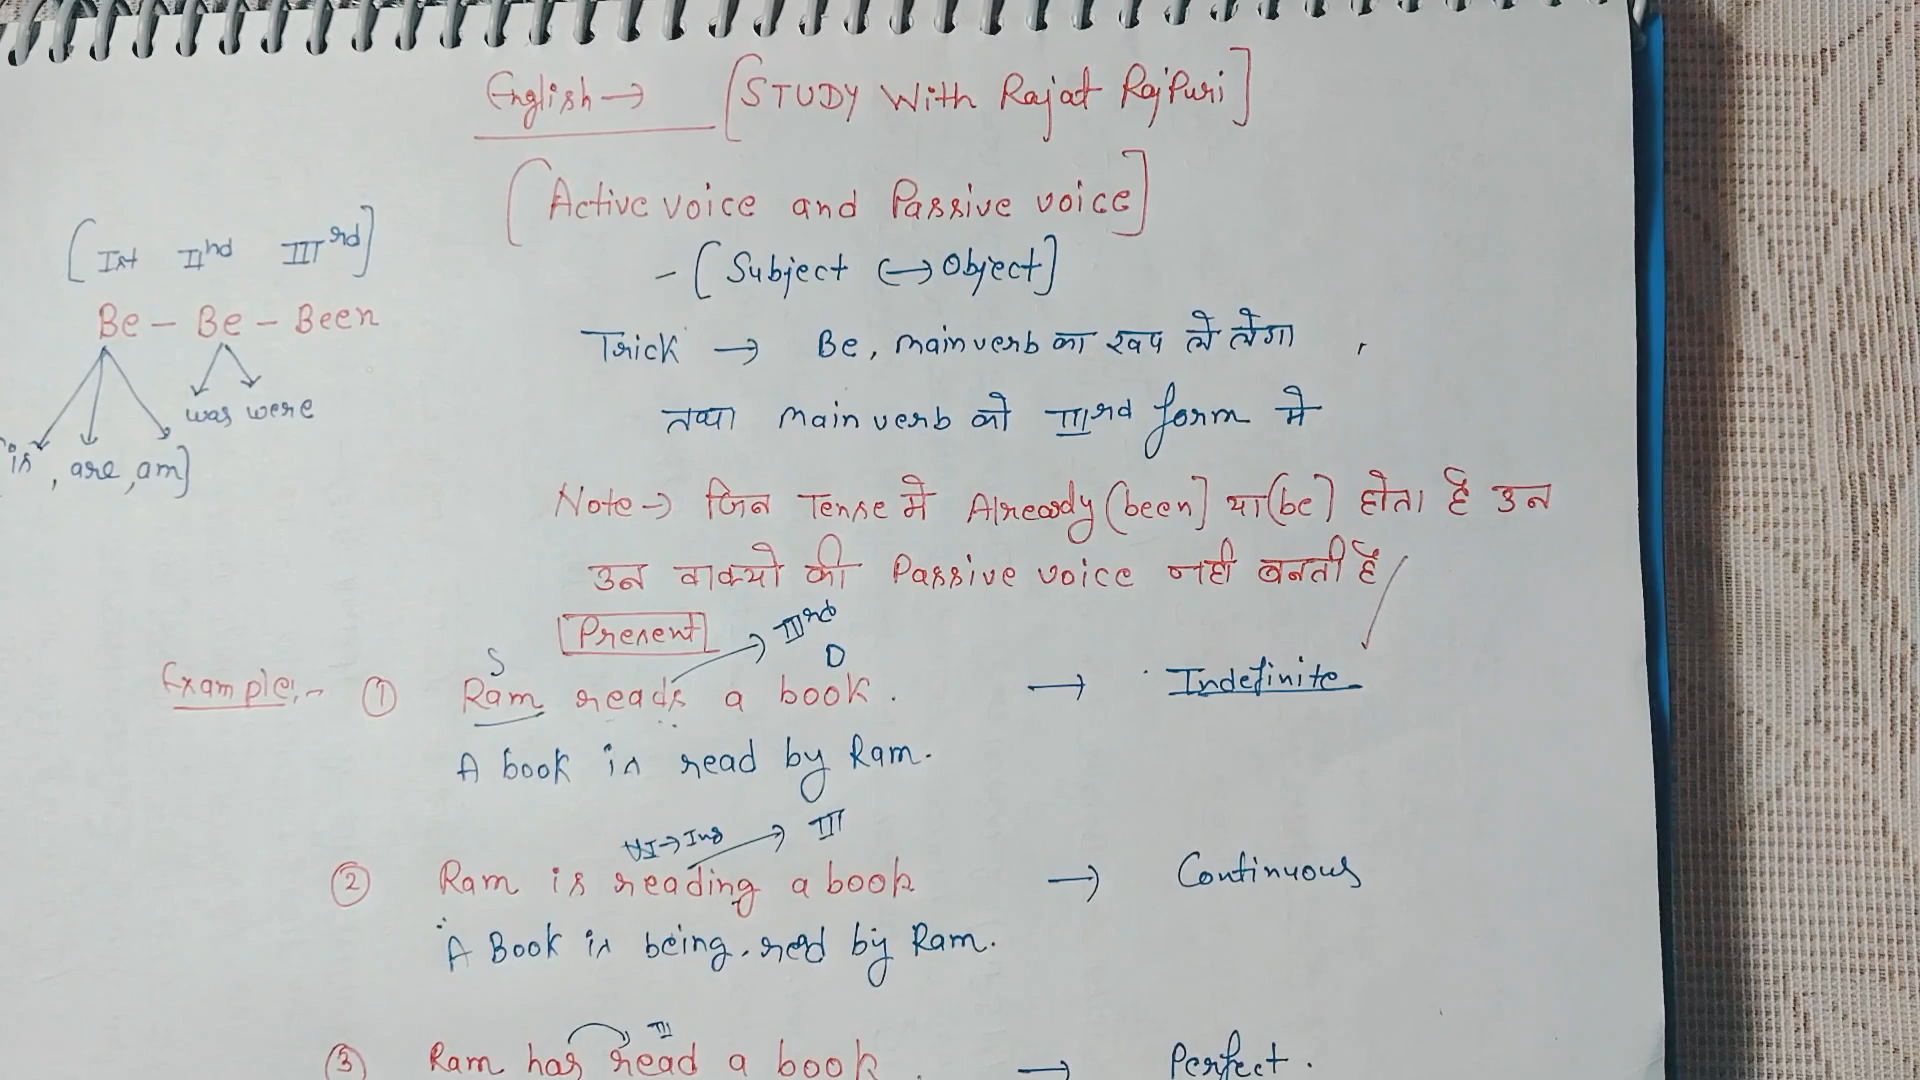 English → [STUDY With Rajat Rajpuri]
[Active voice and Passive voice]
- [Subject ↔ Object]
[Ist IInd IIIrd]
Be - Be - Been
was were
is, are, am]
Trick → Be, main verb का रूप ले लेगा
तथा main verb को IIIrd form मे
Note → जिन Tense मे Already (been] या (be] होता है उन
उन वाक्यो की Passive voice नही बनती है
Present
IIIrd
S O
Example:- ① Ram reads a book. → Indefinite
A book is read by Ram.
VI → Ing → III
② Ram is reading a book → Continuous
A Book is being read by Ram.
III
③ Ram has read a book. → Perfect.